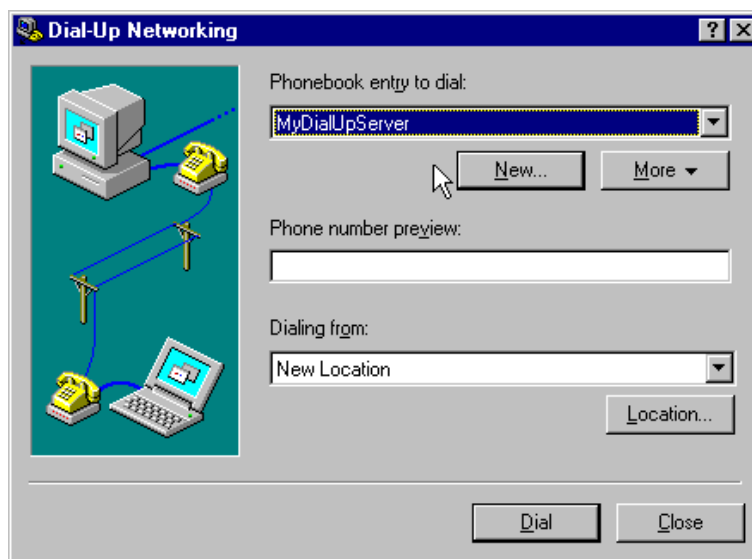 Dial-Up Networking
Phonebook entry to dial:
MyDialUpServer
New... More
Phone number preview:
Dialing from:
New Location
Location...
Dial Close